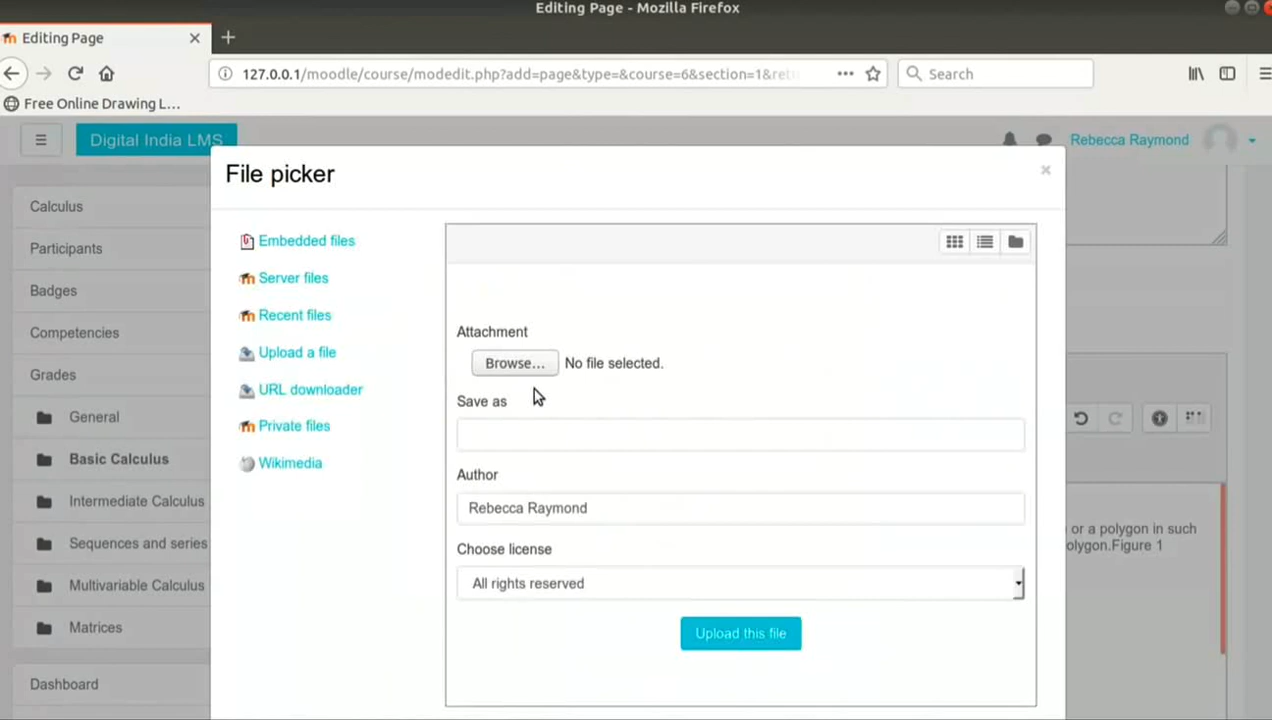 Editing Page - Mozilla Firefox
Editing Page
127.0.0.1/moodle/course/modedit.php?add=page&type=&course=6&section=1&ret
Search
Free Online Drawing L...
Digital India LMS
Rebecca Raymond
File picker
Calculus
Participants
Badges
Competencies
Grades
General
Basic Calculus
Intermediate Calculus
Sequences and series
Multivariable Calculus
Matrices
Dashboard
Embedded files
Server files
Recent files
Upload a file
URL downloader
Private files
Wikimedia
Attachment
Browse... No file selected.
Save as
Author
Rebecca Raymond
Choose license
All rights reserved
Upload this file
or a polygon in such
olygon.Figure 1